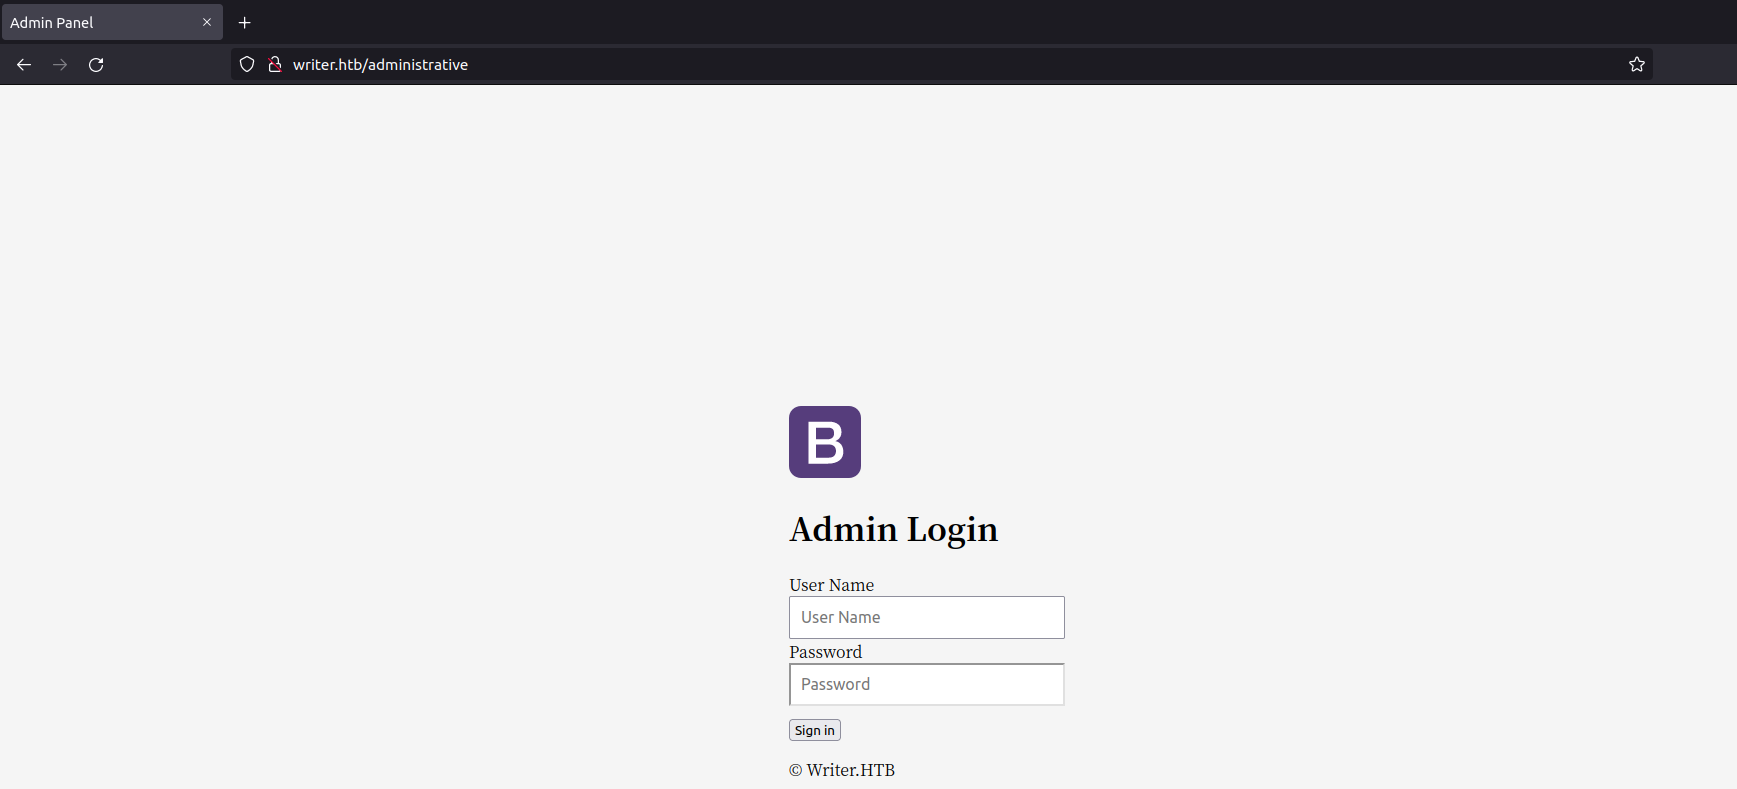 Admin Panel
writer.htb/administrative
B
Admin Login
User Name
User Name
Password
Password
Sign in
© Writer.HTB